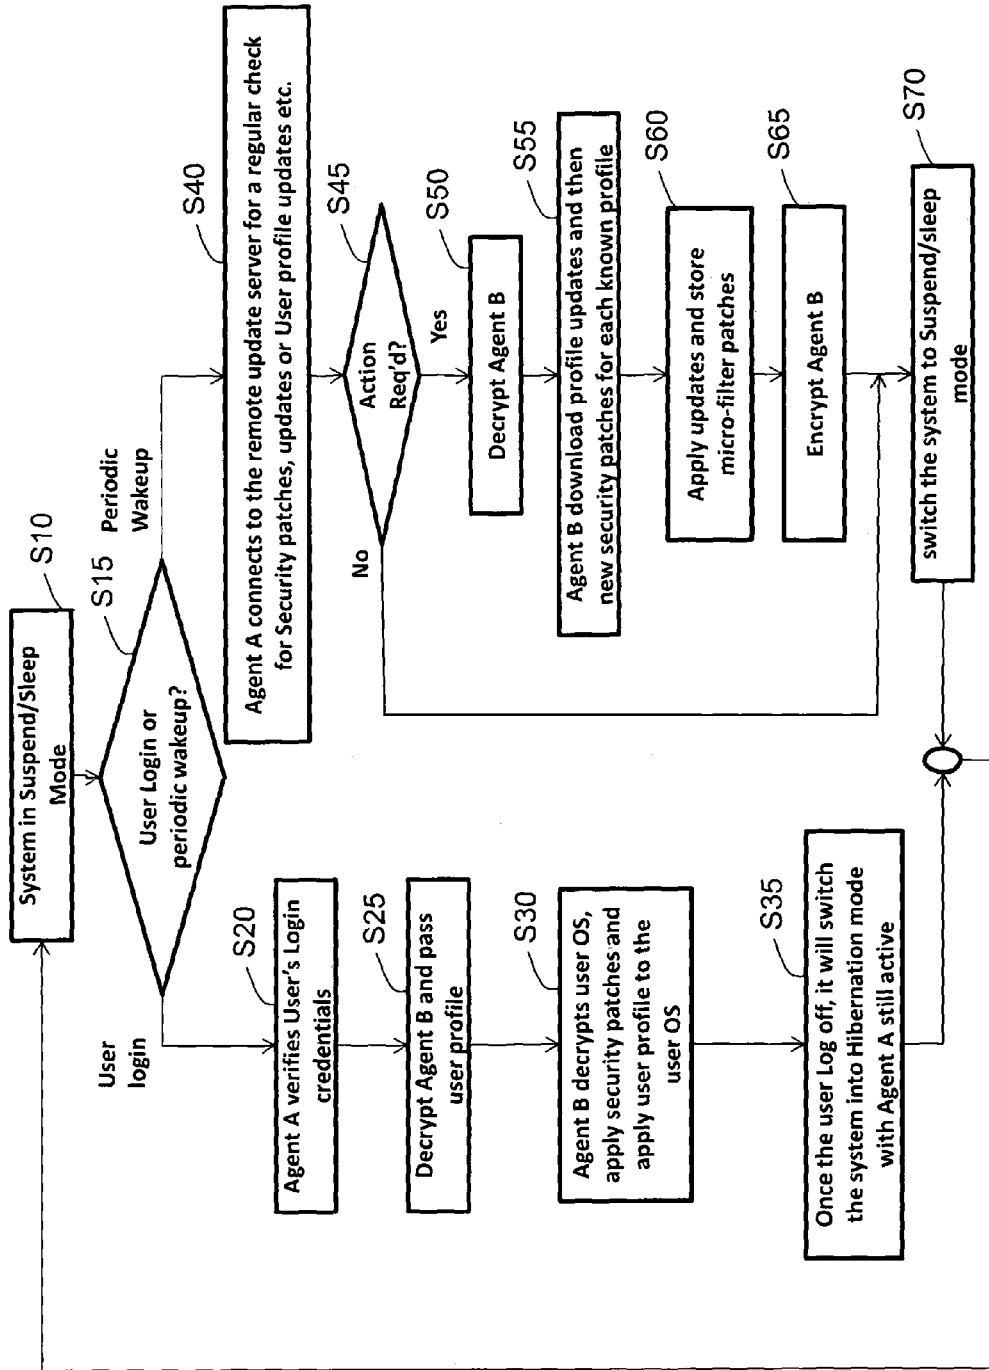 System in Suspend/Sleep
Mode
S10
User Login or
periodic wakeup?
S15
User
login
Periodic
Wakeup
Agent A verifies User's Login
credentials
S20
Decrypt Agent B and pass
user profile
S25
Agent B decrypts user OS,
apply security patches and
apply user profile to the
user OS
S30
Once the user Log off, it will switch
the system into Hibernation mode
with Agent A still active
S35
Agent A connects to the remote update server for a regular check
for Security patches, updates or User profile updates etc.
S40
Action
Req'd?
S45
No
Yes
Decrypt Agent B
S50
Agent B download profile updates and then
new security patches for each known profile
S55
Apply updates and store
micro-filter patches
S60
Encrypt Agent B
S65
switch the system to Suspend/sleep
mode
S70